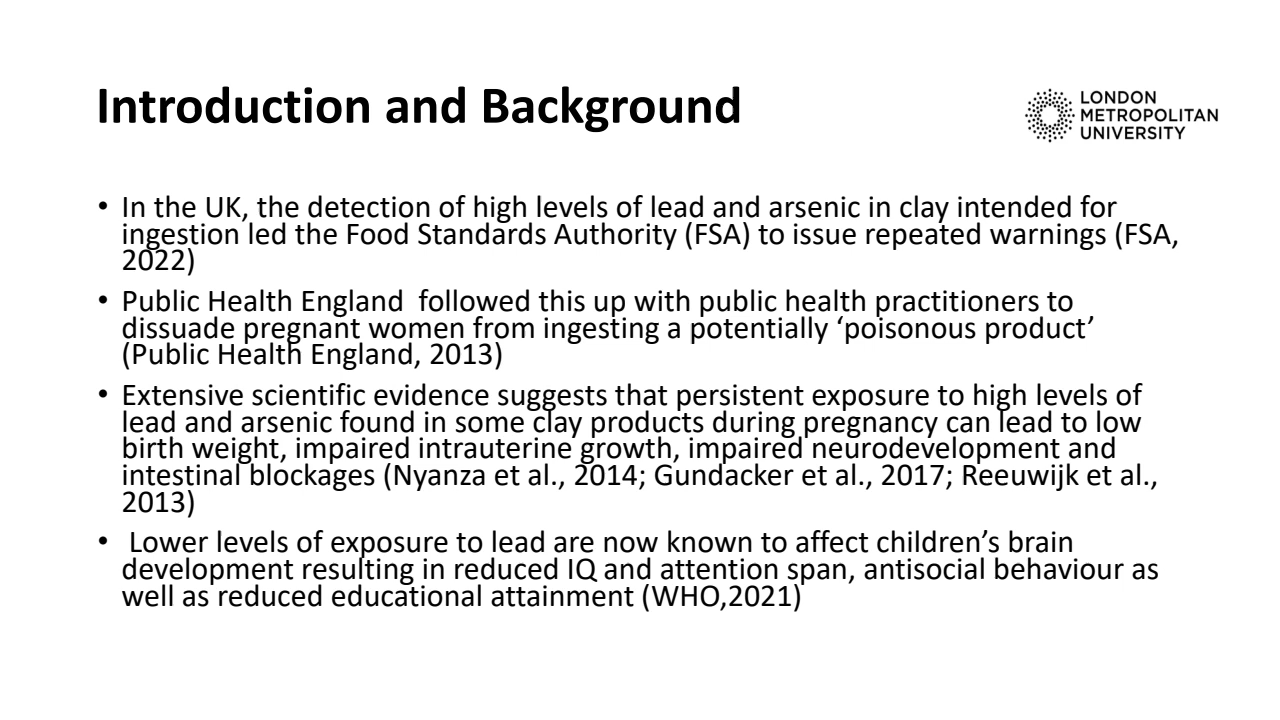 Introduction and Background
LONDON
METROPOLITAN
UNIVERSITY
• In the UK, the detection of high levels of lead and arsenic in clay intended for
ingestion led the Food Standards Authority (FSA) to issue repeated warnings (FSA,
2022)
• Public Health England  followed this up with public health practitioners to
dissuade pregnant women from ingesting a potentially ‘poisonous product’
(Public Health England, 2013)
• Extensive scientific evidence suggests that persistent exposure to high levels of
lead and arsenic found in some clay products during pregnancy can lead to low
birth weight, impaired intrauterine growth, impaired neurodevelopment and
intestinal blockages (Nyanza et al., 2014; Gundacker et al., 2017; Reeuwijk et al.,
2013)
• Lower levels of exposure to lead are now known to affect children’s brain
development resulting in reduced IQ and attention span, antisocial behaviour as
well as reduced educational attainment (WHO,2021)